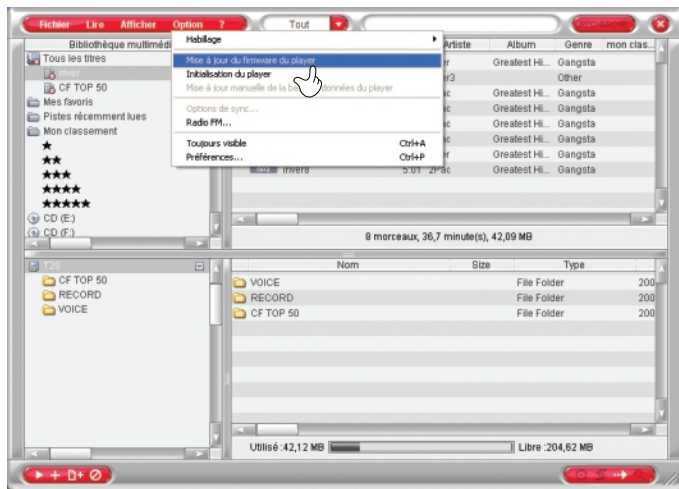 Fichier Lire Afficher Option ? Tout
Bibliothèque multimédi Artiste Album Genre mon clas...
Habillage
Mise à jour du firmware du player
Initialisation du player
Mise à jour manuelle de la données du player
Options de sync...
Radio FM...
Toujours visible Ctrl+A
Préférences... Ctrl+P
Tous les titres
iriver
CF TOP 50
Mes favoris
Pistes récemment lues
Mon classement
★
★★
★★★
★★★★
★★★★★
CD (E:)
CD (F:)
Greatest Hi... Gangsta
Other
Greatest Hi... Gangsta
Greatest Hi... Gangsta
Greatest Hi... Gangsta
Greatest Hi... Gangsta
Greatest Hi... Gangsta
iriver8 5:01 2Pac Greatest Hi... Gangsta
8 morceaux, 36,7 minute(s), 42,09 MB
T20
CF TOP 50
RECORD
VOICE
Nom Size Type
VOICE File Folder 200
RECORD File Folder 200
CF TOP 50 File Folder 200
Utilisé :42,12 MB Libre :204,62 MB